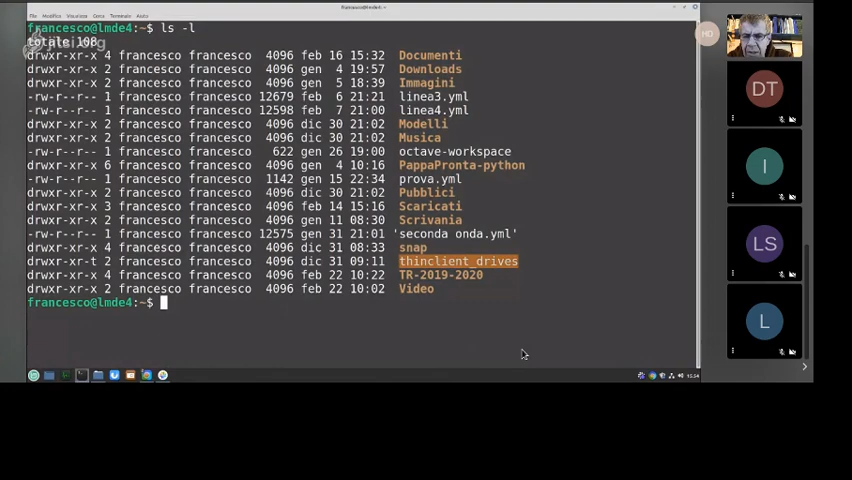 File Modifica Visualizza Cerca Terminale Aiuto
francesco@lmde4: ~
francesco@lmde4:~$ ls -l
totale 108
drwxr-xr-x 4 francesco francesco  4096 feb 16 15:32 Documenti
drwxr-xr-x 2 francesco francesco  4096 gen  4 19:57 Downloads
drwxr-xr-x 2 francesco francesco  4096 gen  5 18:39 Immagini
-rw-r--r-- 1 francesco francesco 12679 feb  6 21:21 linea3.yml
-rw-r--r-- 1 francesco francesco 12598 feb  7 21:00 linea4.yml
drwxr-xr-x 2 francesco francesco  4096 dic 30 21:02 Modelli
drwxr-xr-x 2 francesco francesco  4096 dic 30 21:02 Musica
-rw-r--r-- 1 francesco francesco   622 gen 26 19:00 octave-workspace
drwxr-xr-x 6 francesco francesco  4096 gen  4 10:16 PappaPronta-python
-rw-r--r-- 1 francesco francesco  1142 gen 15 22:34 prova.yml
drwxr-xr-x 2 francesco francesco  4096 dic 30 21:02 Pubblici
drwxr-xr-x 3 francesco francesco  4096 feb 14 15:16 Scaricati
drwxr-xr-x 2 francesco francesco  4096 gen 11 08:30 Scrivania
-rw-r--r-- 1 francesco francesco 12575 gen 31 21:01 'seconda onda.yml'
drwxr-xr-x 4 francesco francesco  4096 dic 31 08:33 snap
drwxr-xr-t 2 francesco francesco  4096 dic 31 09:11 thinclient_drives
drwxr-xr-x 4 francesco francesco  4096 feb 22 10:22 TR-2019-2020
drwxr-xr-x 2 francesco francesco  4096 feb 22 10:02 Video
francesco@lmde4:~$
15:54
MD
DT
I
LS
L